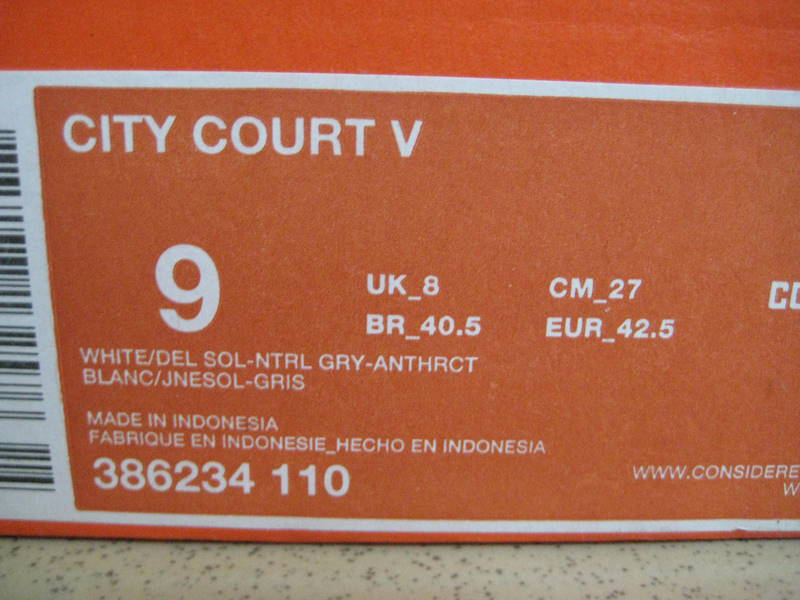 CITY COURT V
9
UK_8 CM_27
BR_40.5 EUR_42.5
WHITE/DEL SOL-NTRL GRY-ANTHRCT
BLANC/JNESOL-GRIS
MADE IN INDONESIA
FABRIQUE EN INDONESIE_HECHO EN INDONESIA
386234 110